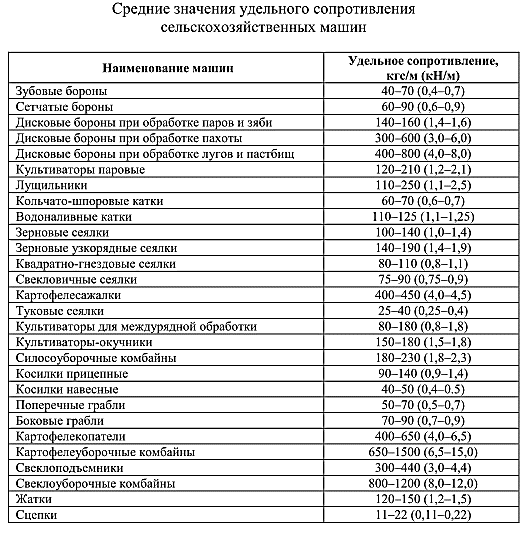 Средние значения удельного сопротивления
сельскохозяйственных машин
Наименование машин Удельное сопротивление,
кгс/м (кН/м)
Зубовые бороны 40–70 (0,4–0,7)
Сетчатые бороны 60–90 (0,6–0,9)
Дисковые бороны при обработке паров и зяби 140–160 (1,4–1,6)
Дисковые бороны при обработке пахоты 300–600 (3,0–6,0)
Дисковые бороны при обработке лугов и пастбищ 400–800 (4,0–8,0)
Культиваторы паровые 120–210 (1,2–2,1)
Лущильники 110–250 (1,1–2,5)
Кольчато-шпоровые катки 60–70 (0,6–0,7)
Водоналивные катки 110–125 (1,1–1,25)
Зерновые сеялки 100–140 (1,0–1,4)
Зерновые узкорядные сеялки 140–190 (1,4–1,9)
Квадратно-гнездовые сеялки 80–110 (0,8–1,1)
Свекловичные сеялки 75–90 (0,75–0,9)
Картофелесажалки 400–450 (4,0–4,5)
Туковые сеялки 25–40 (0,25–0,4)
Культиваторы для междурядной обработки 80–180 (0,8–1,8)
Культиваторы-окучники 150–180 (1,5–1,8)
Силосоуборочные комбайны 180–230 (1,8–2,3)
Косилки прицепные 90–140 (0,9–1,4)
Косилки навесные 40–50 (0,4–0.5)
Поперечные грабли 50–70 (0,5–0,7)
Боковые грабли 70–90 (0,7–0,9)
Картофелекопатели 400–650 (4,0–6,5)
Картофелеуборочные комбайны 650–1500 (6,5–15,0)
Свеклоподъемники 300–440 (3,0–4,4)
Свеклоуборочные комбайны 800–1200 (8,0–12,0)
Жатки 120–150 (1,2–1,5)
Сцепки 11–22 (0,11–0,22)